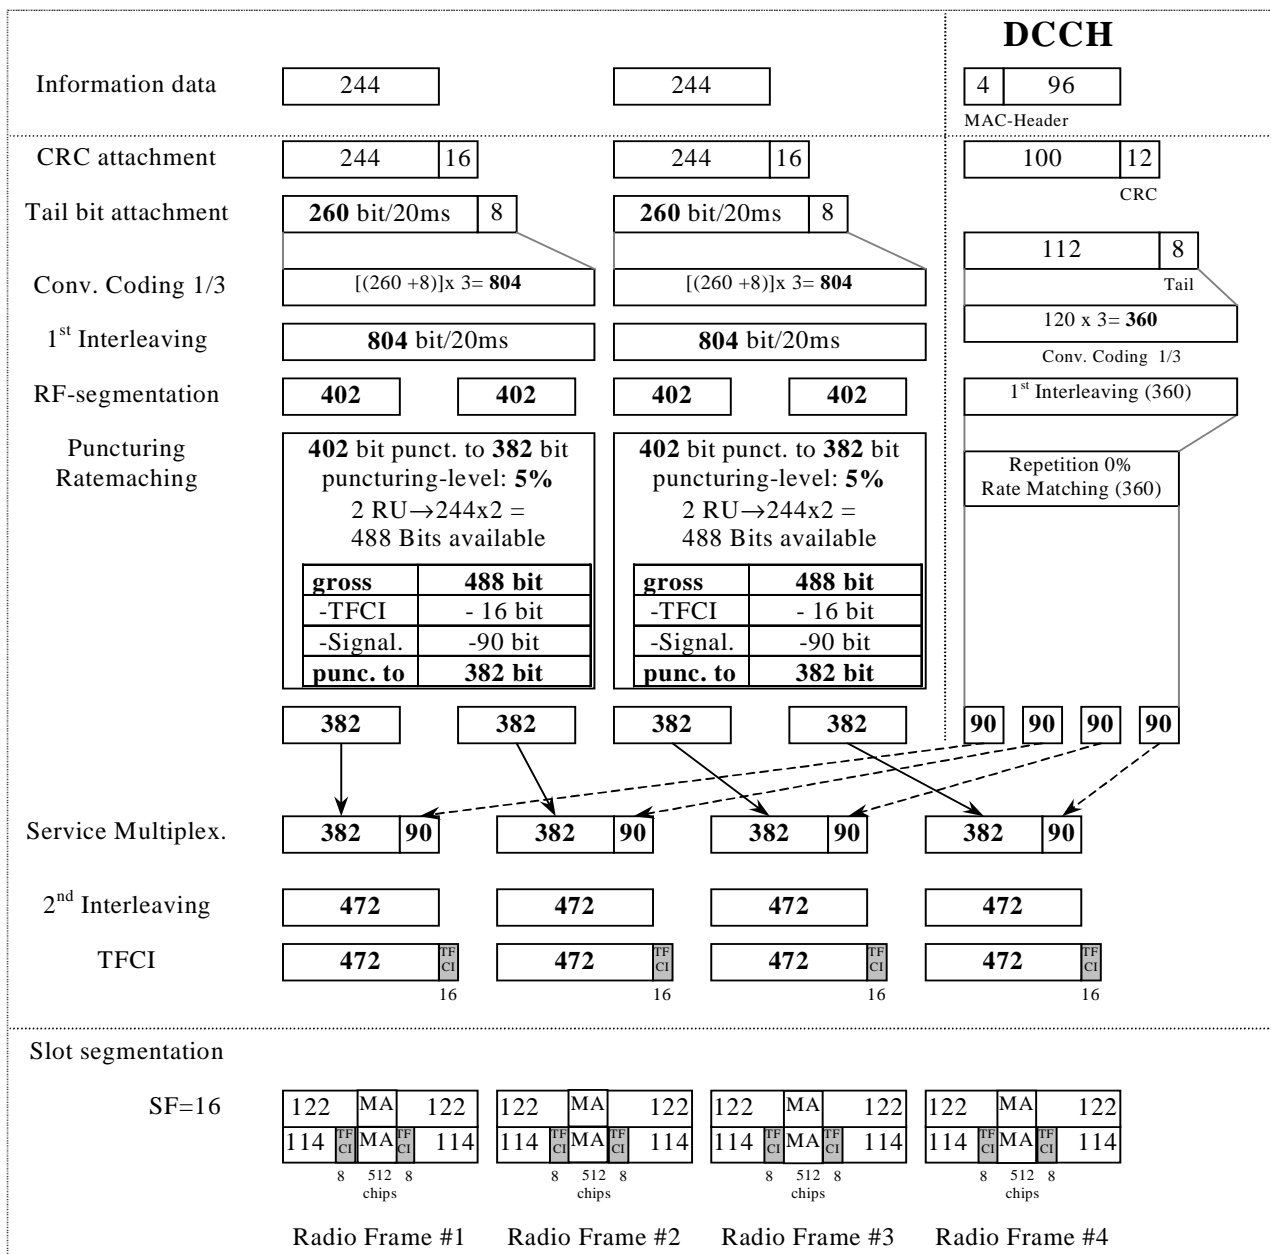 DCCH
Information data 244 244 4 96
MAC-Header
CRC attachment 244 16 244 16 100 12
CRC
Tail bit attachment 260 bit/20ms 8 260 bit/20ms 8
112 8
Tail
Conv. Coding 1/3 [(260 +8)]x 3= 804 [(260 +8)]x 3= 804
120 x 3= 360
Conv. Coding 1/3
1st Interleaving 804 bit/20ms 804 bit/20ms
RF-segmentation 402 402 402 402 1st Interleaving (360)
Puncturing
Ratemaching
402 bit punct. to 382 bit
puncturing-level: 5%
2 RU→244x2 =
488 Bits available
gross 488 bit
-TFCI - 16 bit
-Signal. -90 bit
punc. to 382 bit
402 bit punct. to 382 bit
puncturing-level: 5%
2 RU→244x2 =
488 Bits available
gross 488 bit
-TFCI - 16 bit
-Signal. -90 bit
punc. to 382 bit
Repetition 0%
Rate Matching (360)
382 382 382 382 90 90 90 90
Service Multiplex. 382 90 382 90 382 90 382 90
2nd Interleaving 472 472 472 472
TFCI 472 TF CI 472 TF CI 472 TF CI 472 TF CI
16 16 16 16
Slot segmentation
SF=16 122 MA 122 122 MA 122 122 MA 122 122 MA 122
114 TF CI MA TF CI 114 114 TF CI MA TF CI 114 114 TF CI MA TF CI 114 114 TF CI MA TF CI 114
8 512 8 8 512 8 8 512 8 8 512 8
chips chips chips chips
Radio Frame #1 Radio Frame #2 Radio Frame #3 Radio Frame #4